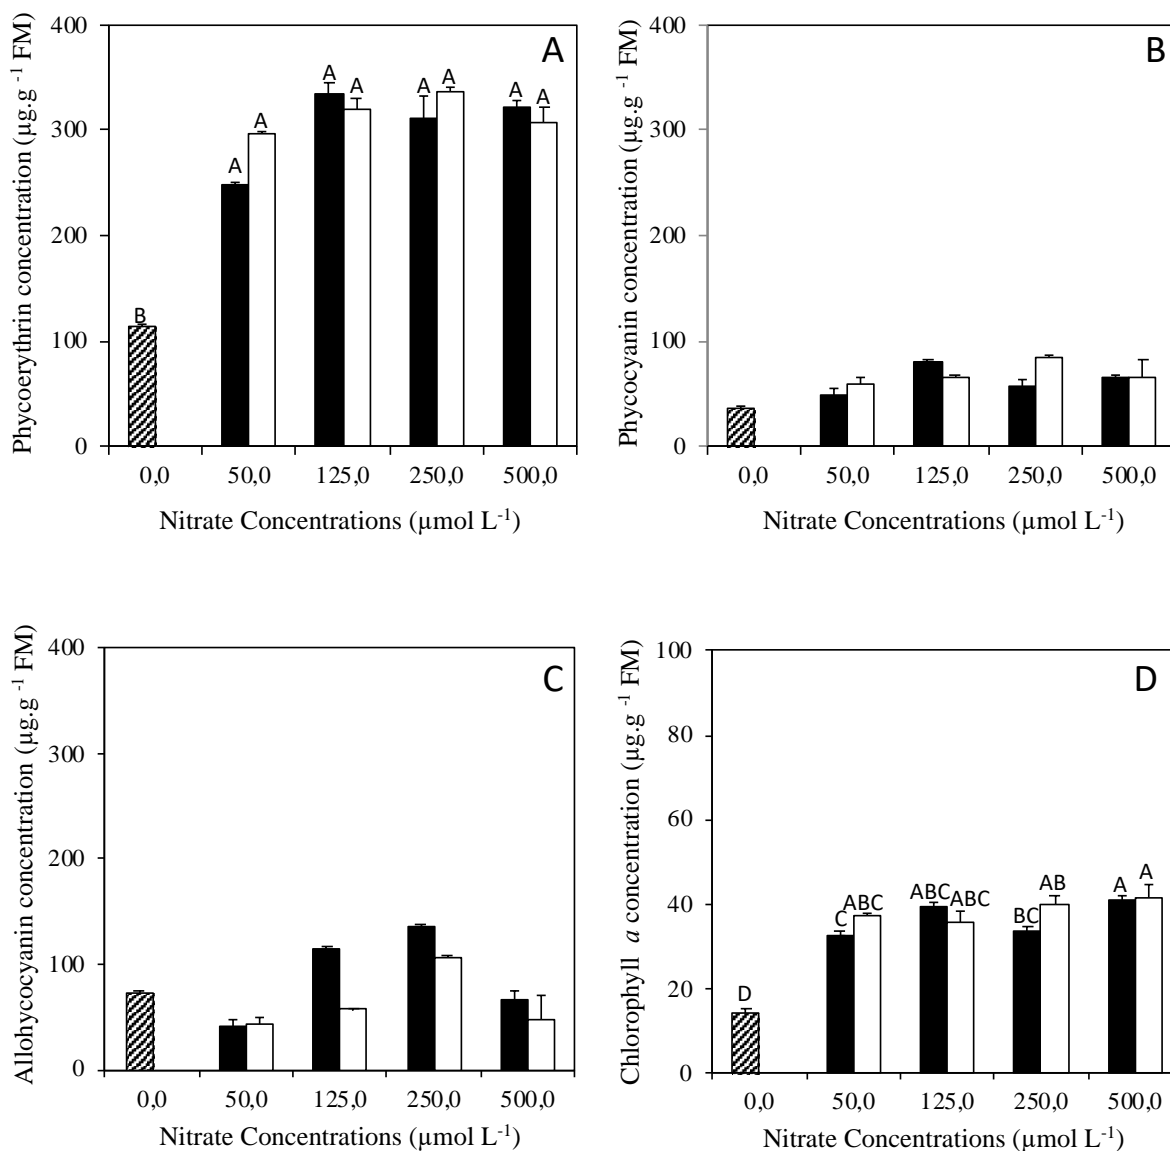 Phycoerythrin concentration (µg.g⁻¹ FM)
400
300
200
100
0
A
B
A
A
A
A
A
A
A
A
0,0 50,0 125,0 250,0 500,0
Nitrate Concentrations (µmol L⁻¹)
Phycocyanin concentration (µg.g⁻¹ FM)
400
300
200
100
0
B
0,0 50,0 125,0 250,0 500,0
Nitrate Concentrations (µmol L⁻¹)
Allohycocyanin concentration (µg.g⁻¹ FM)
400
300
200
100
0
C
0,0 50,0 125,0 250,0 500,0
Nitrate Concentrations (µmol L⁻¹)
Chlorophyll a concentration (µg.g⁻¹ FM)
100
80
60
40
20
0
D
D
C
ABC
ABC
ABC
BC
AB
A
A
0,0 50,0 125,0 250,0 500,0
Nitrate Concentrations (µmol L⁻¹)